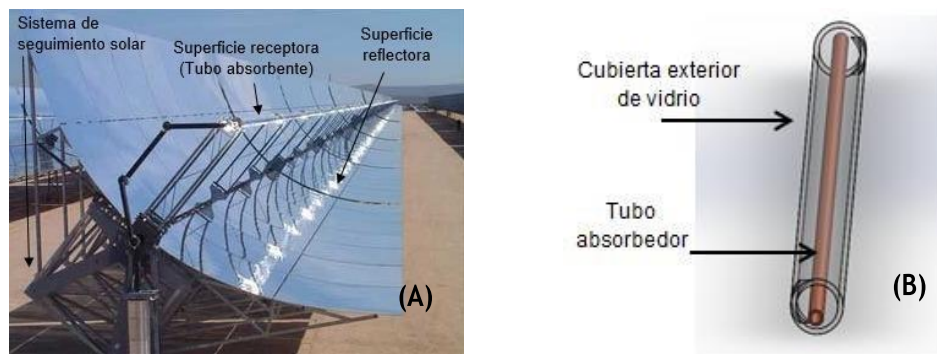 Sistema de
seguimiento solar
Superficie receptora
(Tubo absorbente)
Superficie
reflectora
(A)
Cubierta exterior
de vidrio
Tubo
absorbedor
(B)